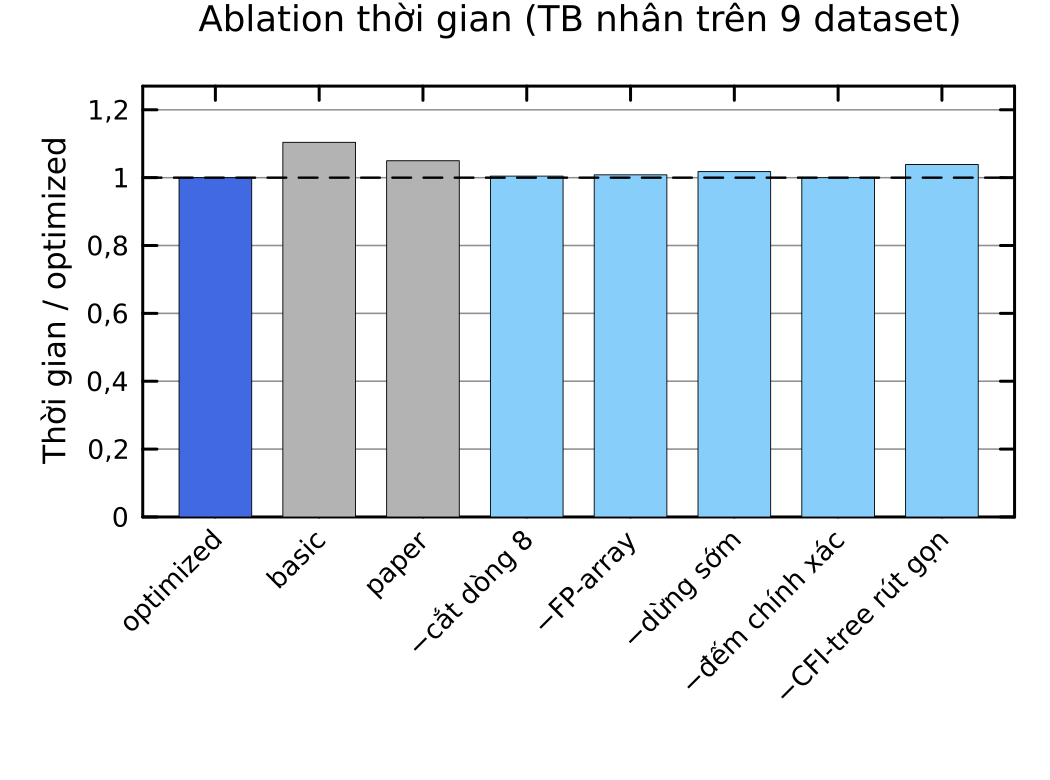 Ablation thời gian (TB nhân trên 9 dataset)
Thời gian / optimized
1,2
1
0,8
0,6
0,4
0,2
0
optimized
basic
paper
−cắt dòng 8
−FP-array
−dừng sớm
−đếm chính xác
−CFI-tree rút gọn